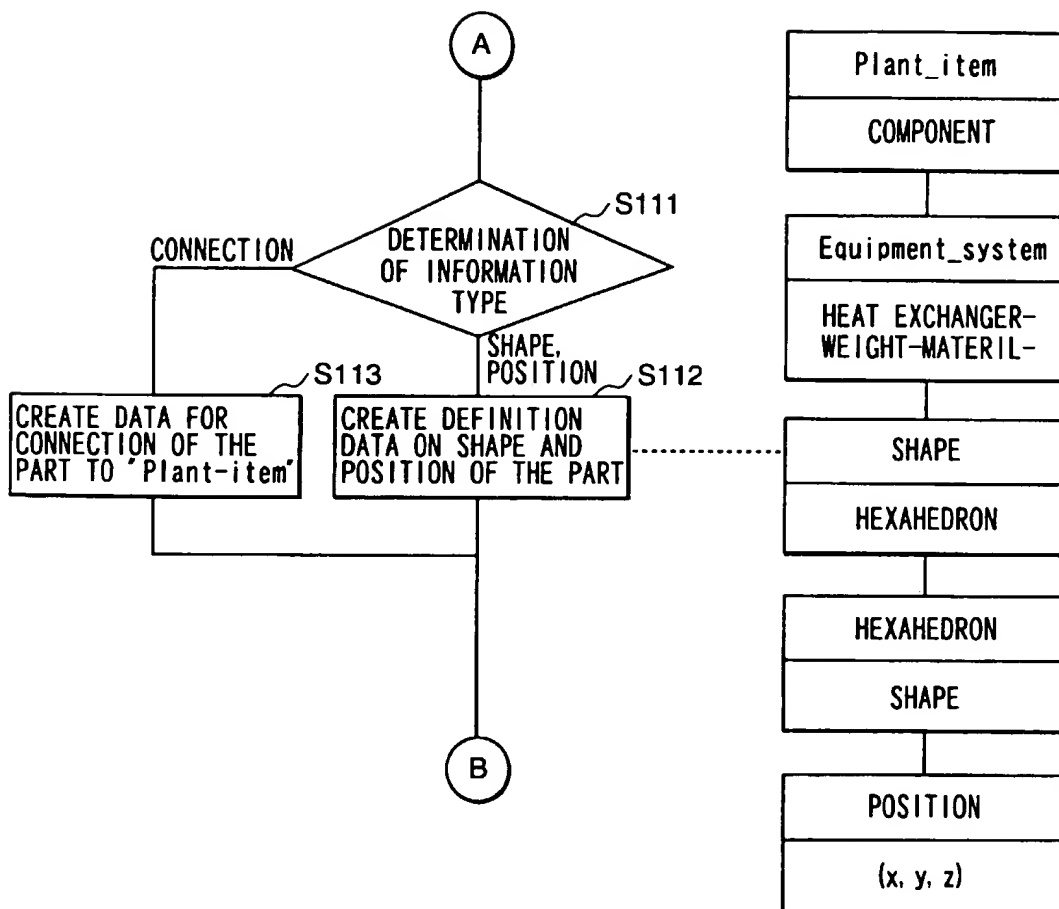 A
S111
CONNECTION
DETERMINATION
OF INFORMATION
TYPE
SHAPE,
POSITION
S113
CREATE DATA FOR
CONNECTION OF THE
PART TO "Plant-item"
S112
CREATE DEFINITION
DATA ON SHAPE AND
POSITION OF THE PART
B
Plant_item
COMPONENT
Equipment_system
HEAT EXCHANGER-
WEIGHT-MATERIL-
SHAPE
HEXAHEDRON
HEXAHEDRON
SHAPE
POSITION
(x, y, z)